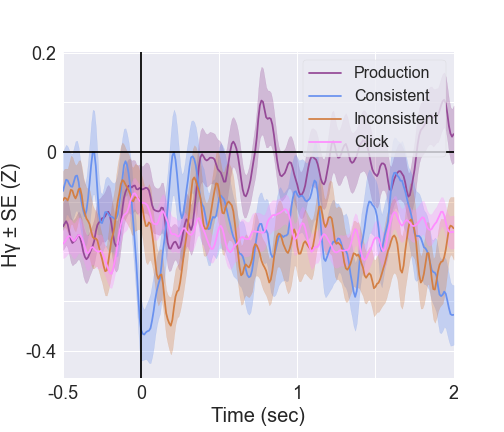 0.2
0
-0.4
Hγ ± SE (Z)
Production
Consistent
Inconsistent
Click
-0.5
0
1
2
Time (sec)